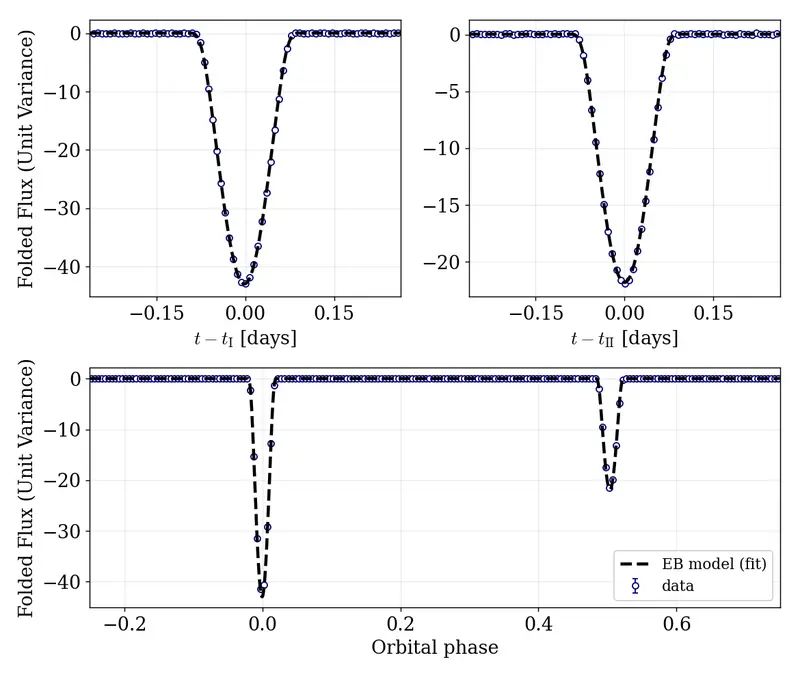 Folded Flux (Unit Variance)
0
−10
−20
−30
−40
−0.15 0.00 0.15
t − t_I [days]
0
−5
−10
−15
−20
−0.15 0.00 0.15
t − t_II [days]
Folded Flux (Unit Variance)
0
−10
−20
−30
−40
−0.2 0.0 0.2 0.4 0.6
Orbital phase
EB model (fit)
data